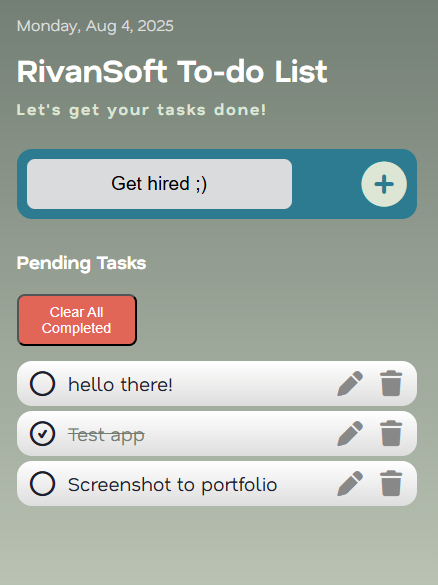 Monday, Aug 4, 2025
RivanSoft To-do List
Let's get your tasks done!
Get hired ;)
Pending Tasks
Clear All
Completed
hello there!
Test app
Screenshot to portfolio